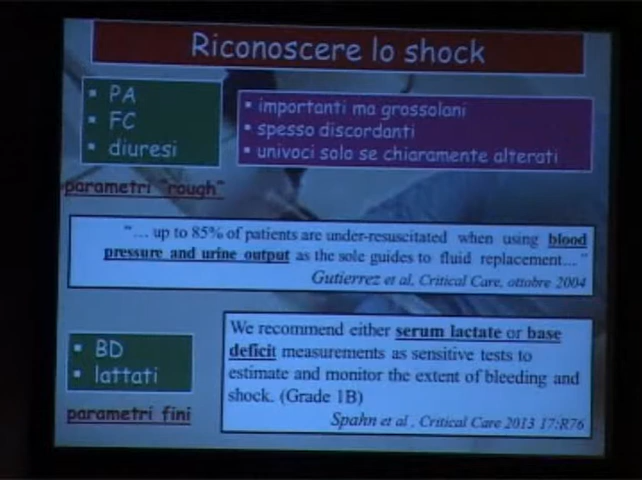 Riconoscere lo shock
▪ PA
▪ FC
▪ diuresi
▪ importanti ma grossolani
▪ spesso discordanti
▪ univoci solo se chiaramente alterati
parametri "rough"
"... up to 85% of patients are under-resuscitated when using blood
pressure and urine output as the sole guides to fluid replacement...."
Gutierrez et al, Critical Care, ottobre 2004
▪ BD
▪ lattati
parametri fini
We recommend either serum lactate or base
deficit measurements as sensitive tests to
estimate and monitor the extent of bleeding and
shock. (Grade 1B)
Spahn et al , Critical Care 2013 17:R76